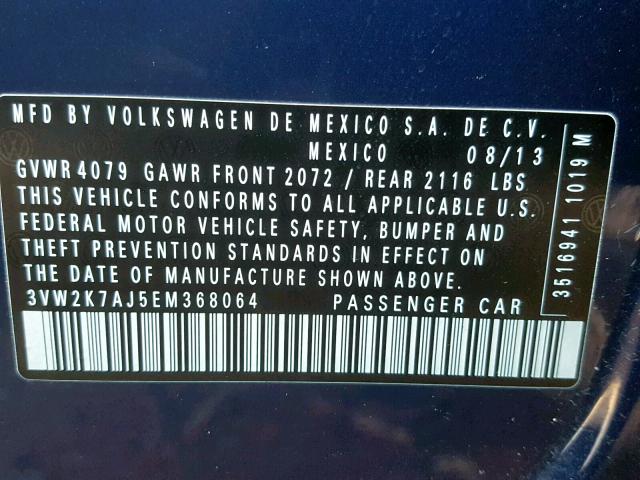 MFD BY VOLKSWAGEN DE MEXICO S.A. DE C.V.
MEXICO 08/13
GVWR 4079 GAWR FRONT 2072 / REAR 2116 LBS
THIS VEHICLE CONFORMS TO ALL APPLICABLE U.S.
FEDERAL MOTOR VEHICLE SAFETY, BUMPER AND
THEFT PREVENTION STANDARDS IN EFFECT ON
THE DATE OF MANUFACTURE SHOWN ABOVE.
3VW2K7AJ5EM368064 PASSENGER CAR
3516941 1019 M